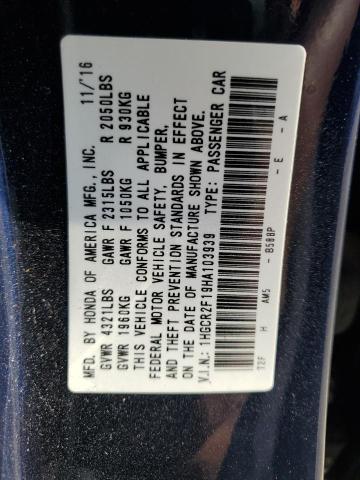 MFD. BY HONDA OF AMERICA MFG., INC. 11/16
GVWR 4321LBS GAWR F 2315LBS R 2050LBS
GVWR 1960KG GAWR F 1050KG R 930KG
THIS VEHICLE CONFORMS TO ALL APPLICABLE
FEDERAL MOTOR VEHICLE SAFETY, BUMPER,
AND THEFT PREVENTION STANDARDS IN EFFECT
ON THE DATE OF MANUFACTURE SHOWN ABOVE.
V.I.N.: 1HGCR2F19HA103939 TYPE: PASSENGER CAR
12F H AM5 - B588P - E - A